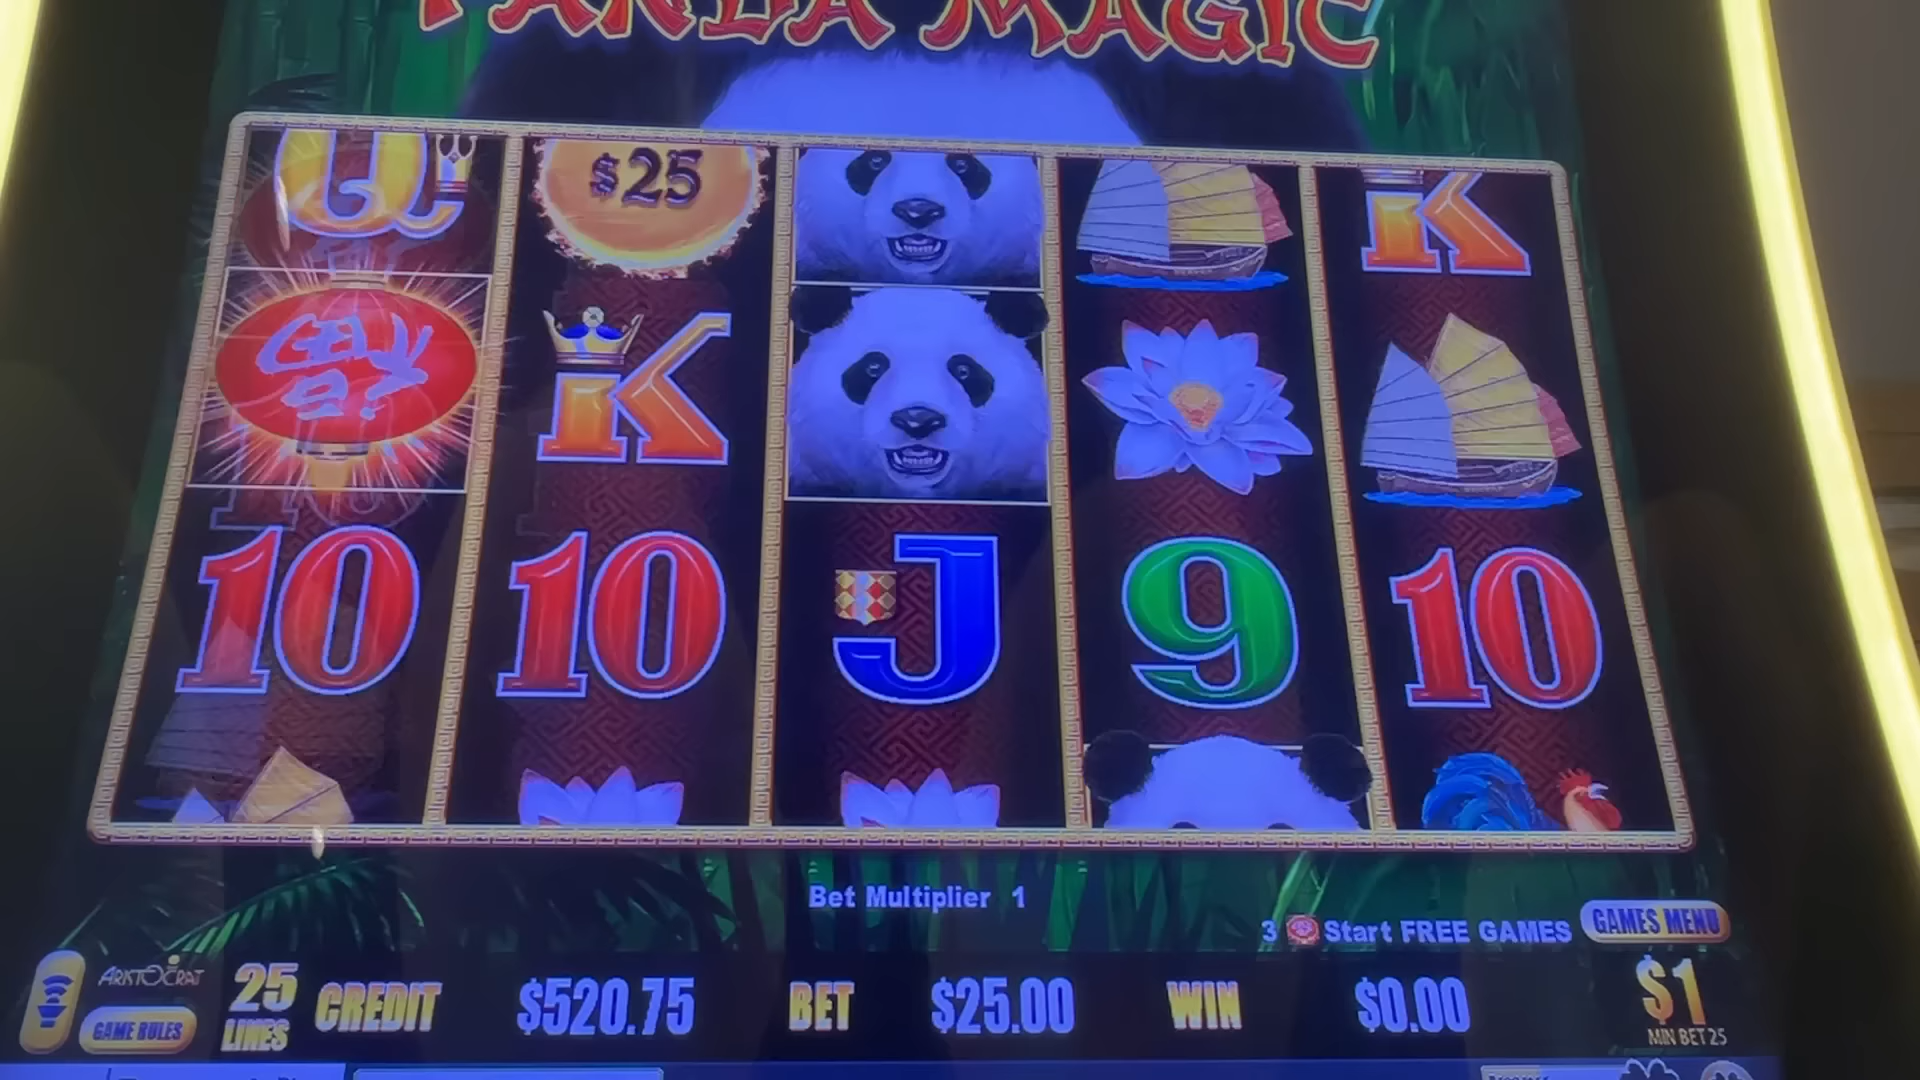 PANDA MAGIC
Q
$25
K
K
10
10
J
9
10
Bet Multiplier 1
3 Start FREE GAMES
GAMES MENU
ARISTOCRAT
GAME RULES
25
LINES
CREDIT
$520.75
BET
$25.00
WIN
$0.00
$1
MIN BET 25